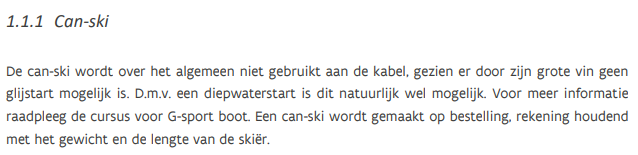 1.1.1 Can-ski
De can-ski wordt over het algemeen niet gebruikt aan de kabel, gezien er door zijn grote vin geen
glijstart mogelijk is. D.m.v. een diepwaterstart is dit natuurlijk wel mogelijk. Voor meer informatie
raadpleeg de cursus voor G-sport boot. Een can-ski wordt gemaakt op bestelling, rekening houdend
met het gewicht en de lengte van de skiër.